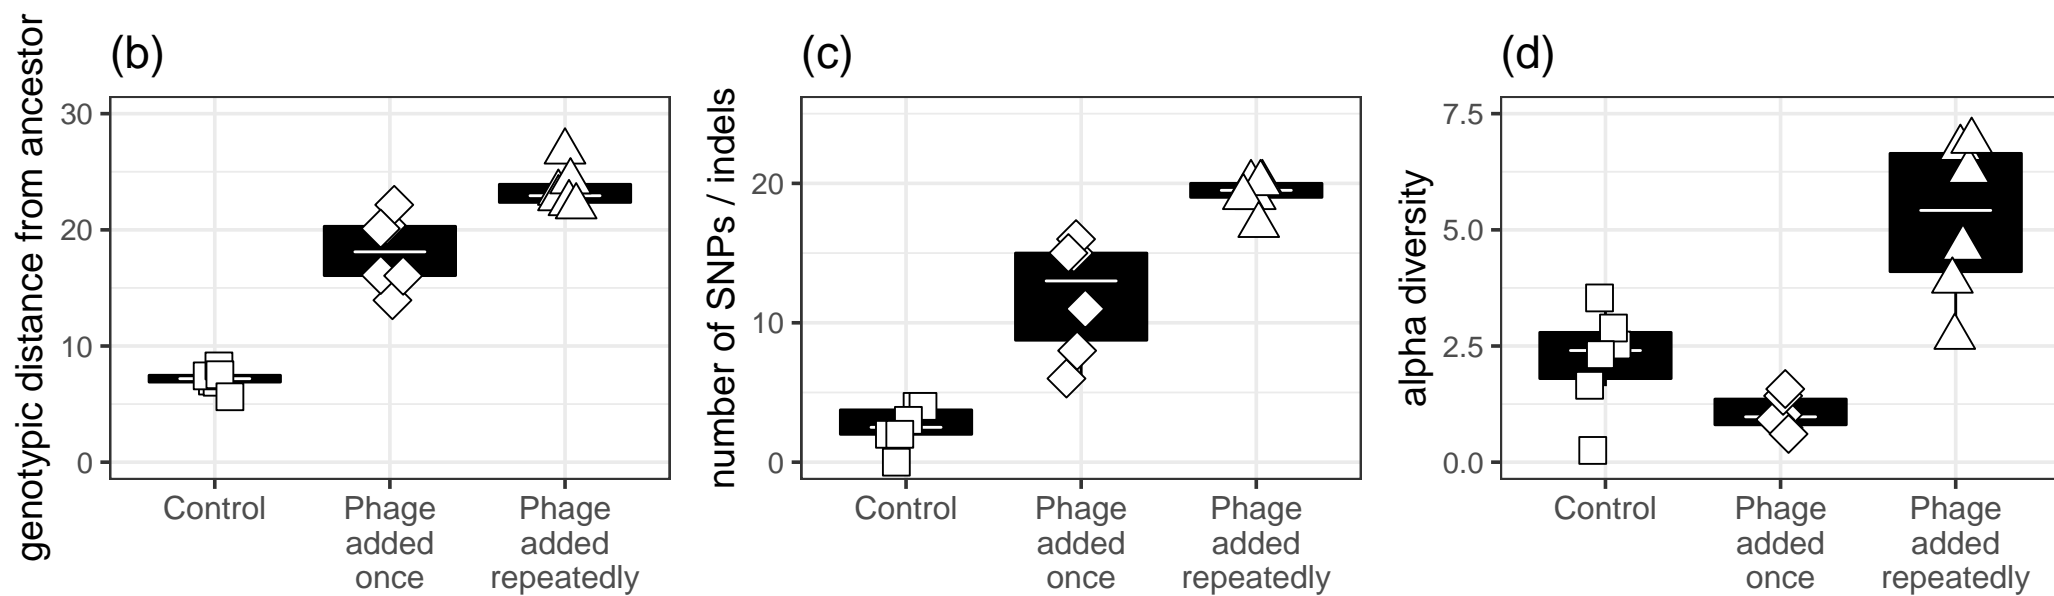 (b)
genotypic distance from ancestor
30
20
10
0
Control
Phage
added
once
Phage
added
repeatedly
(c)
number of SNPs / indels
20
10
0
Control
Phage
added
once
Phage
added
repeatedly
(d)
alpha diversity
7.5
5.0
2.5
0.0
Control
Phage
added
once
Phage
added
repeatedly